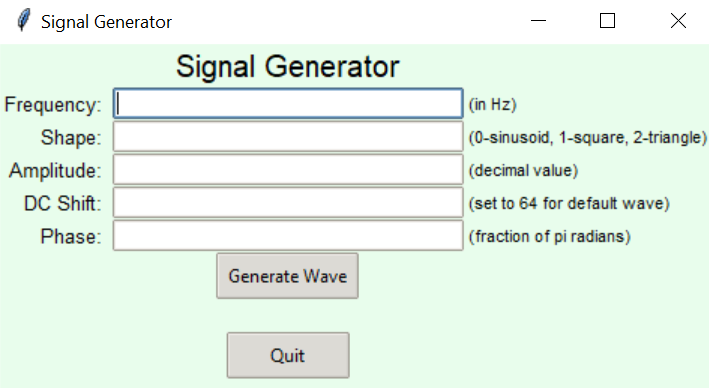 Signal Generator
Signal Generator
Frequency: (in Hz)
Shape: (0-sinusoid, 1-square, 2-triangle)
Amplitude: (decimal value)
DC Shift: (set to 64 for default wave)
Phase: (fraction of pi radians)
Generate Wave
Quit